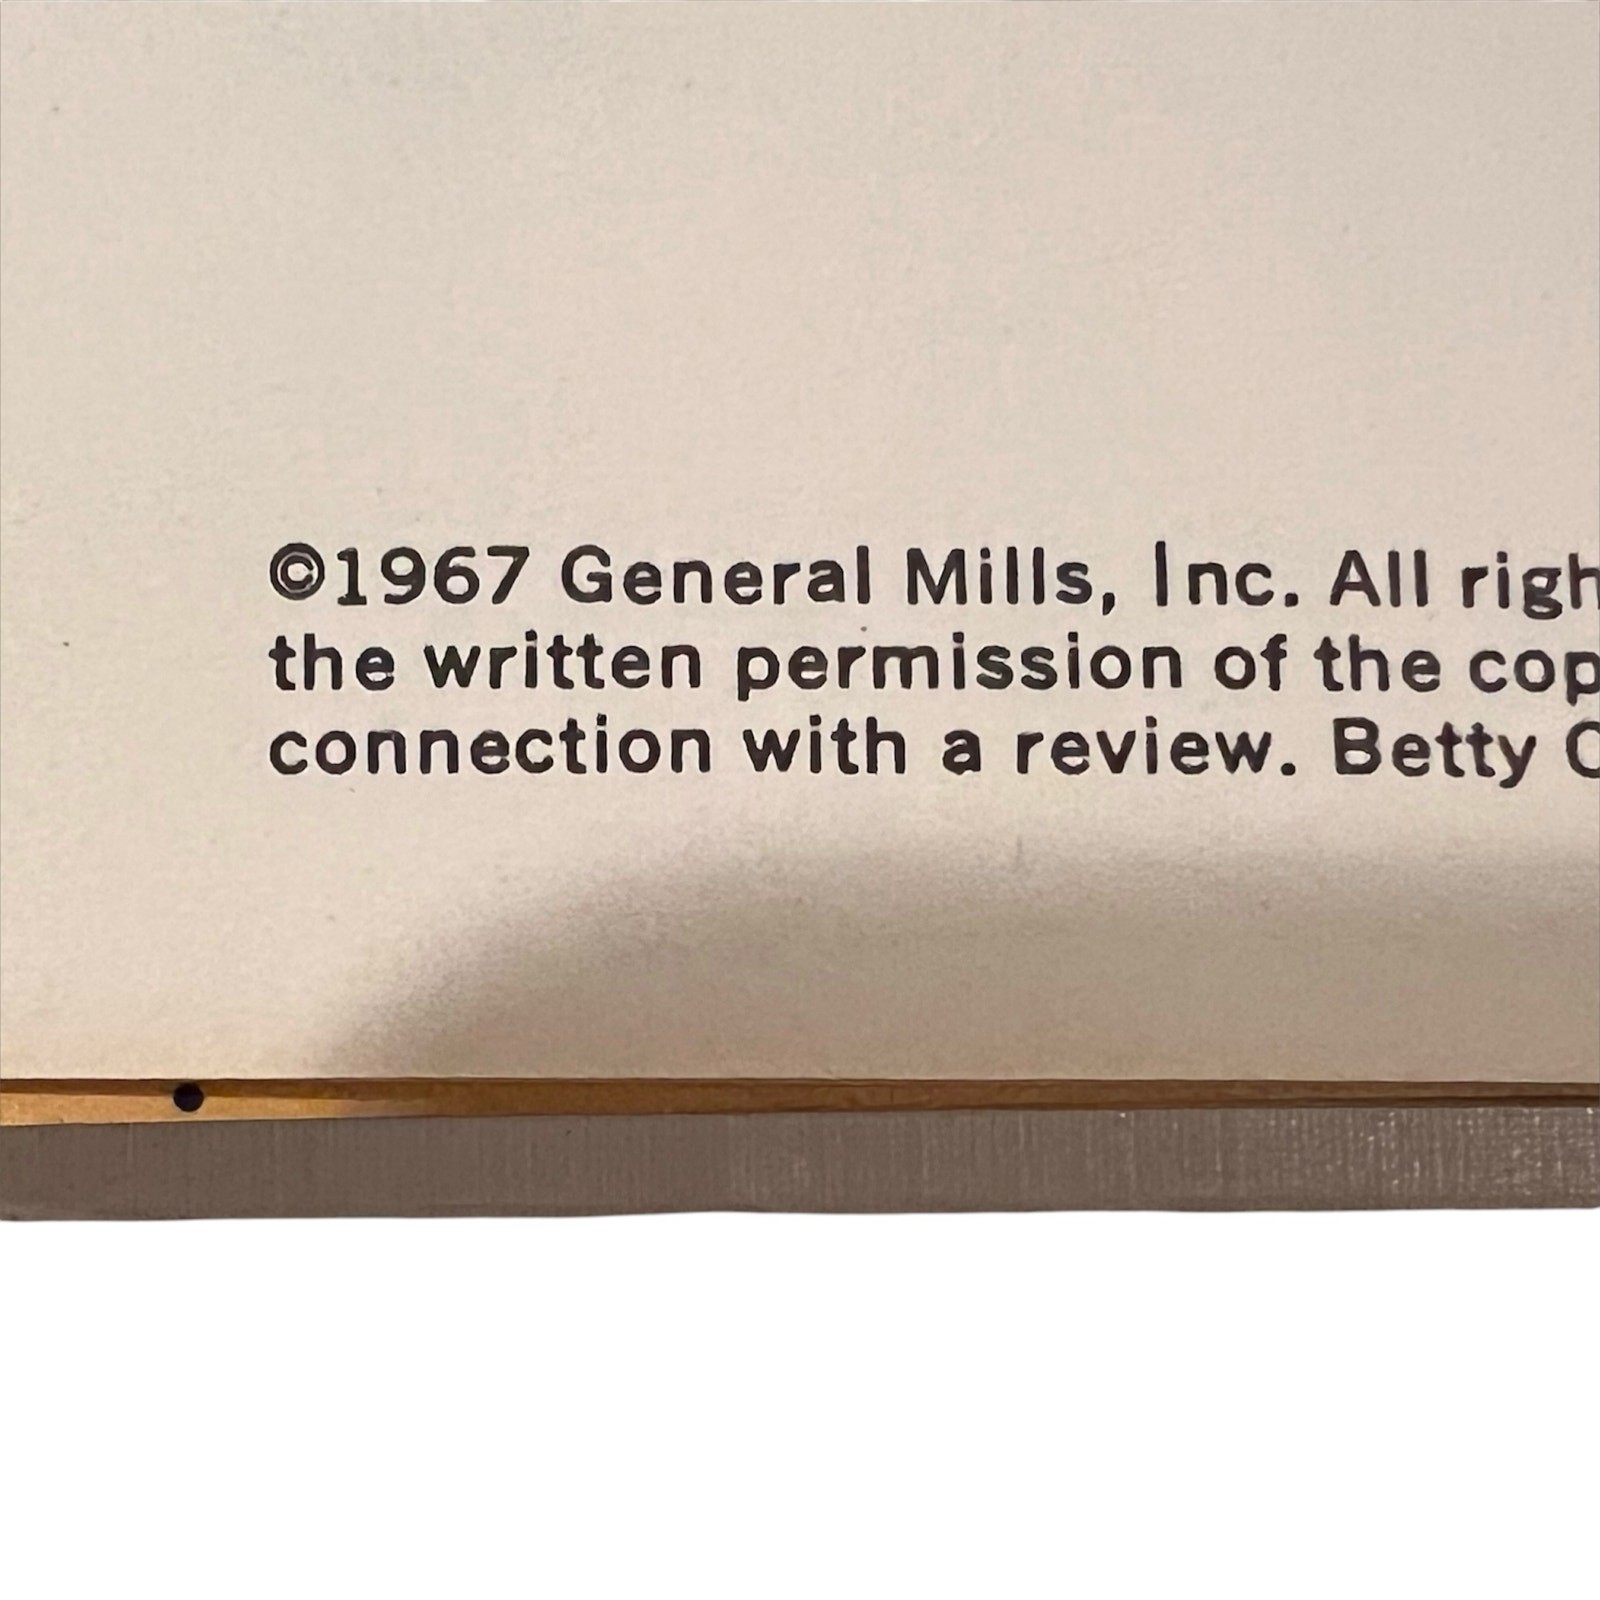 ©1967 General Mills, Inc. All righ
the written permission of the cop
connection with a review. Betty C